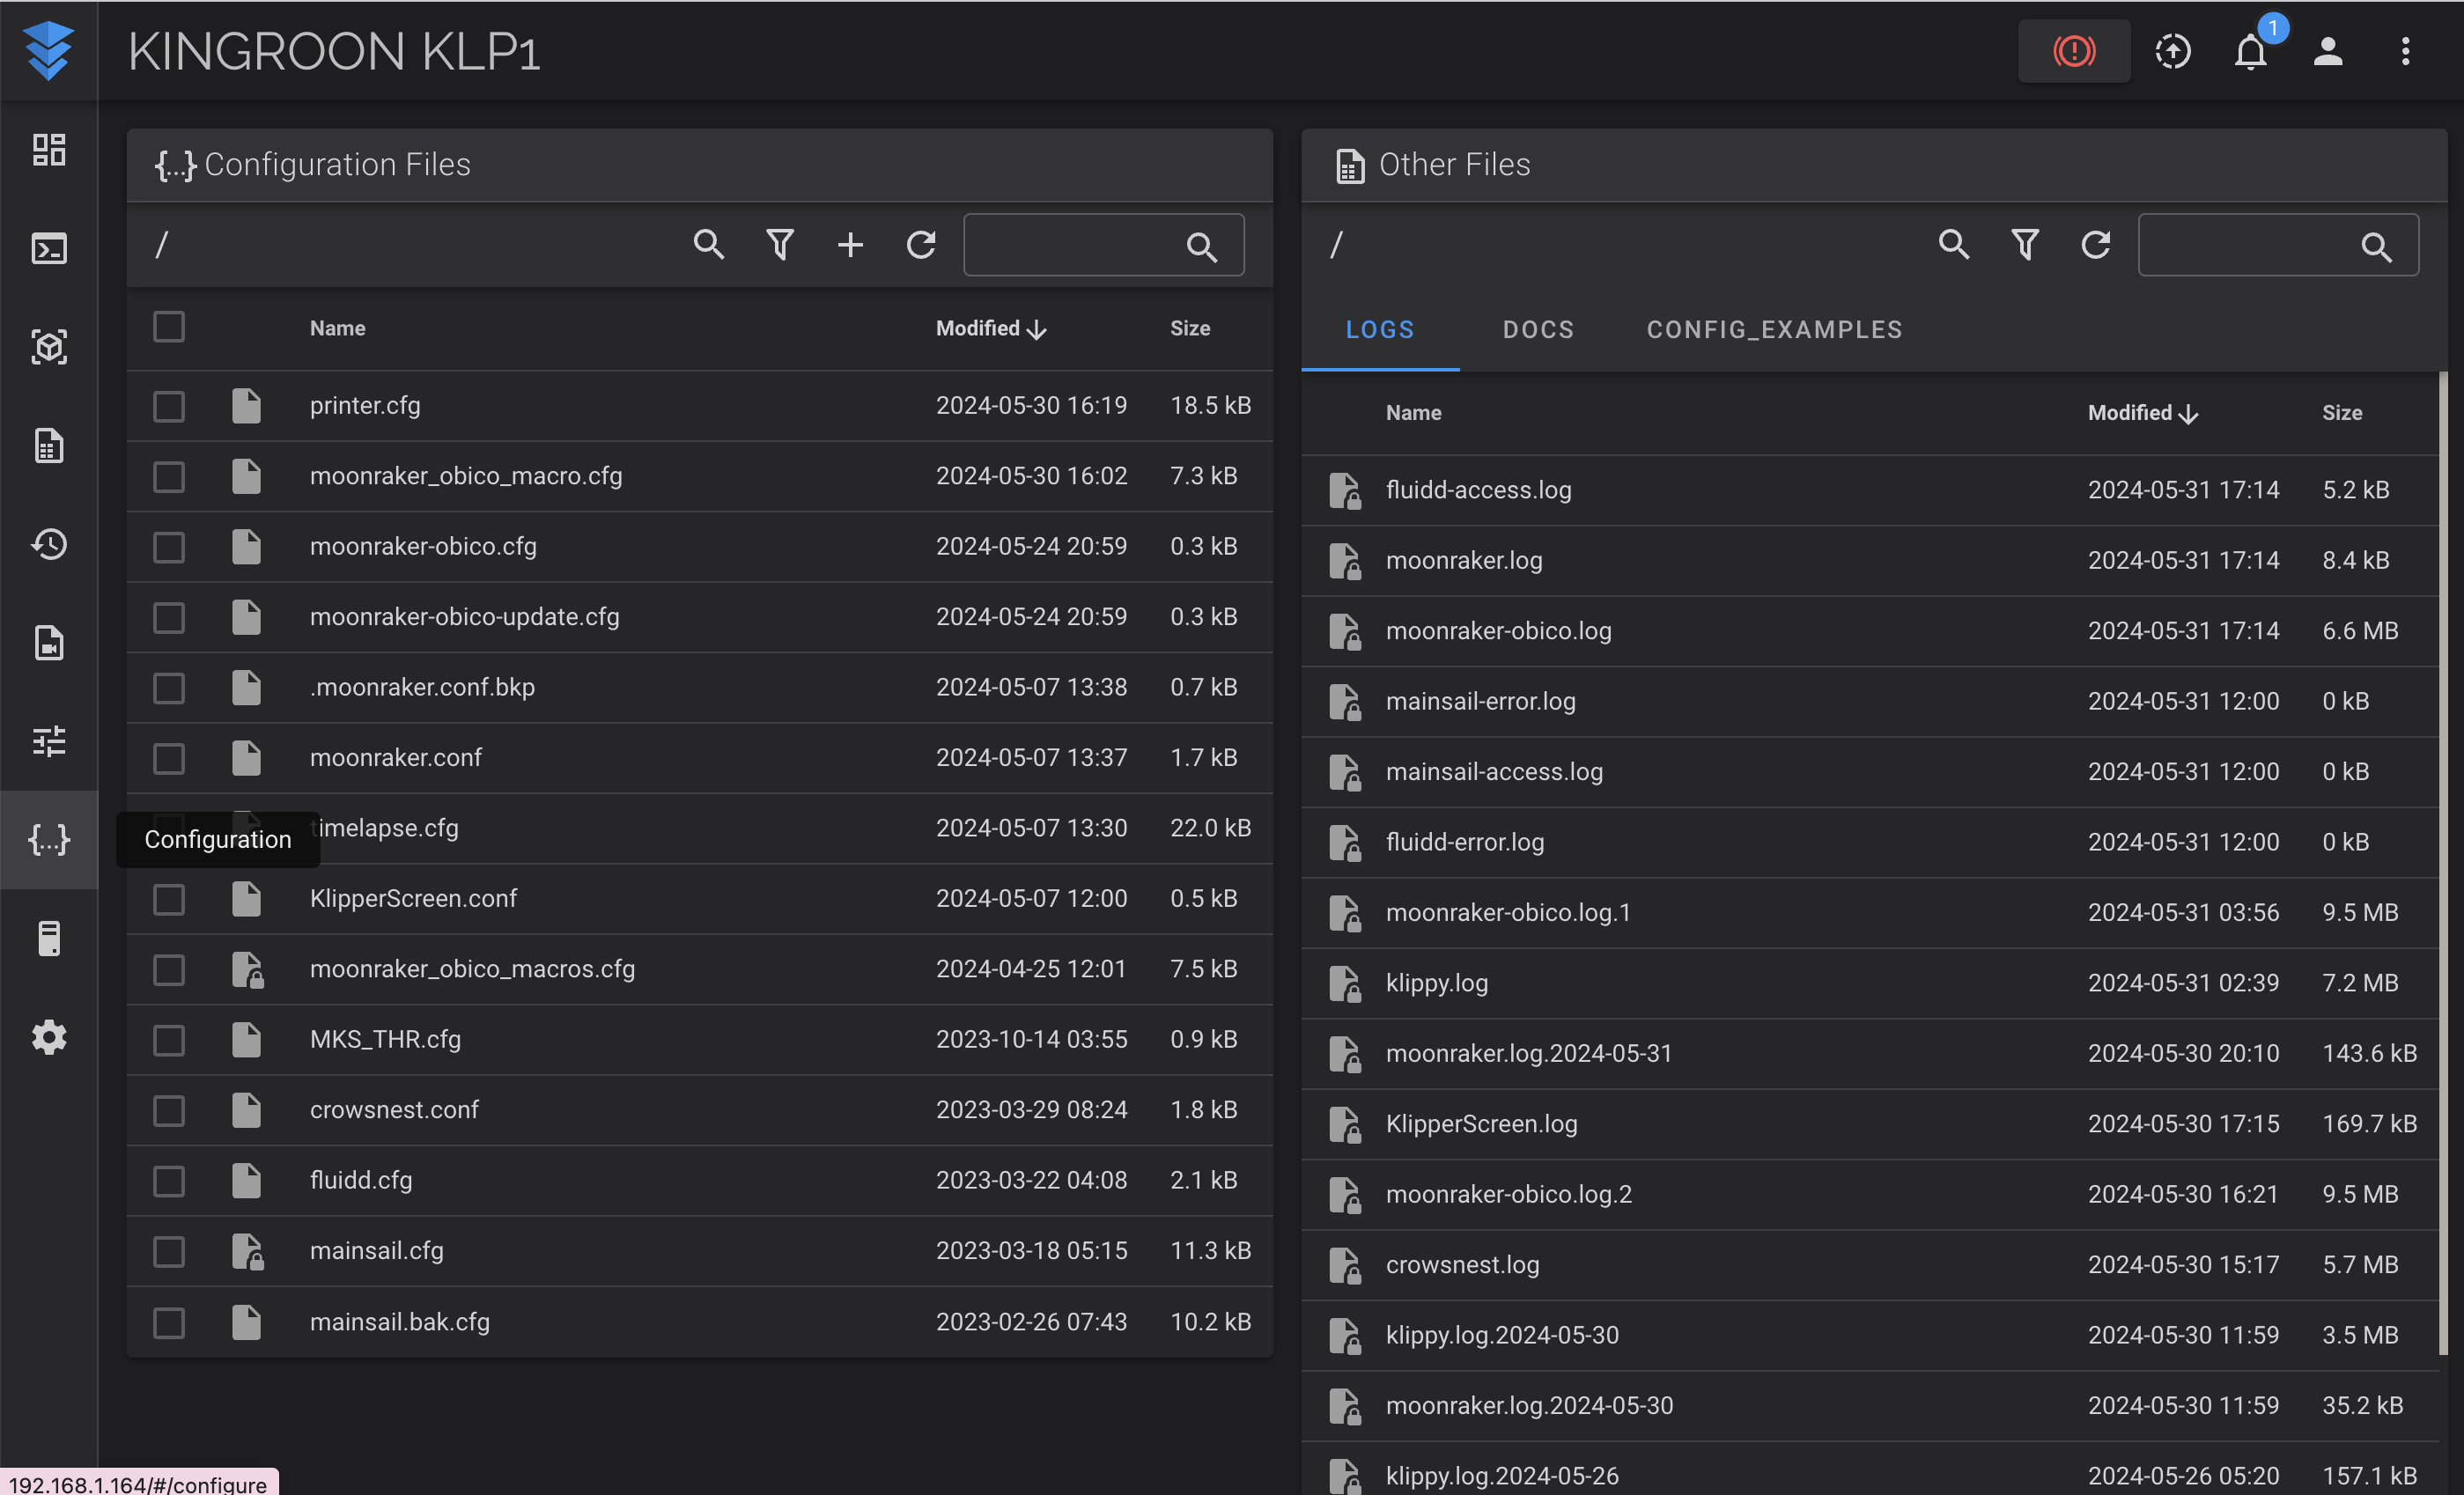 KINGROON KLP1
1
{...} Configuration Files
/
Name Modified Size
printer.cfg 2024-05-30 16:19 18.5 kB
moonraker_obico_macro.cfg 2024-05-30 16:02 7.3 kB
moonraker-obico.cfg 2024-05-24 20:59 0.3 kB
moonraker-obico-update.cfg 2024-05-24 20:59 0.3 kB
.moonraker.conf.bkp 2024-05-07 13:38 0.7 kB
moonraker.conf 2024-05-07 13:37 1.7 kB
timelapse.cfg 2024-05-07 13:30 22.0 kB
{...} Configuration
KlipperScreen.conf 2024-05-07 12:00 0.5 kB
moonraker_obico_macros.cfg 2024-04-25 12:01 7.5 kB
MKS_THR.cfg 2023-10-14 03:55 0.9 kB
crowsnest.conf 2023-03-29 08:24 1.8 kB
fluidd.cfg 2023-03-22 04:08 2.1 kB
mainsail.cfg 2023-03-18 05:15 11.3 kB
mainsail.bak.cfg 2023-02-26 07:43 10.2 kB
Other Files
/
LOGS DOCS CONFIG_EXAMPLES
Name Modified Size
fluidd-access.log 2024-05-31 17:14 5.2 kB
moonraker.log 2024-05-31 17:14 8.4 kB
moonraker-obico.log 2024-05-31 17:14 6.6 MB
mainsail-error.log 2024-05-31 12:00 0 kB
mainsail-access.log 2024-05-31 12:00 0 kB
fluidd-error.log 2024-05-31 12:00 0 kB
moonraker-obico.log.1 2024-05-31 03:56 9.5 MB
klippy.log 2024-05-31 02:39 7.2 MB
moonraker.log.2024-05-31 2024-05-30 20:10 143.6 kB
KlipperScreen.log 2024-05-30 17:15 169.7 kB
moonraker-obico.log.2 2024-05-30 16:21 9.5 MB
crowsnest.log 2024-05-30 15:17 5.7 MB
klippy.log.2024-05-30 2024-05-30 11:59 3.5 MB
moonraker.log.2024-05-30 2024-05-30 11:59 35.2 kB
klippy.log.2024-05-26 2024-05-26 05:20 157.1 kB
192.168.1.164/#/configure